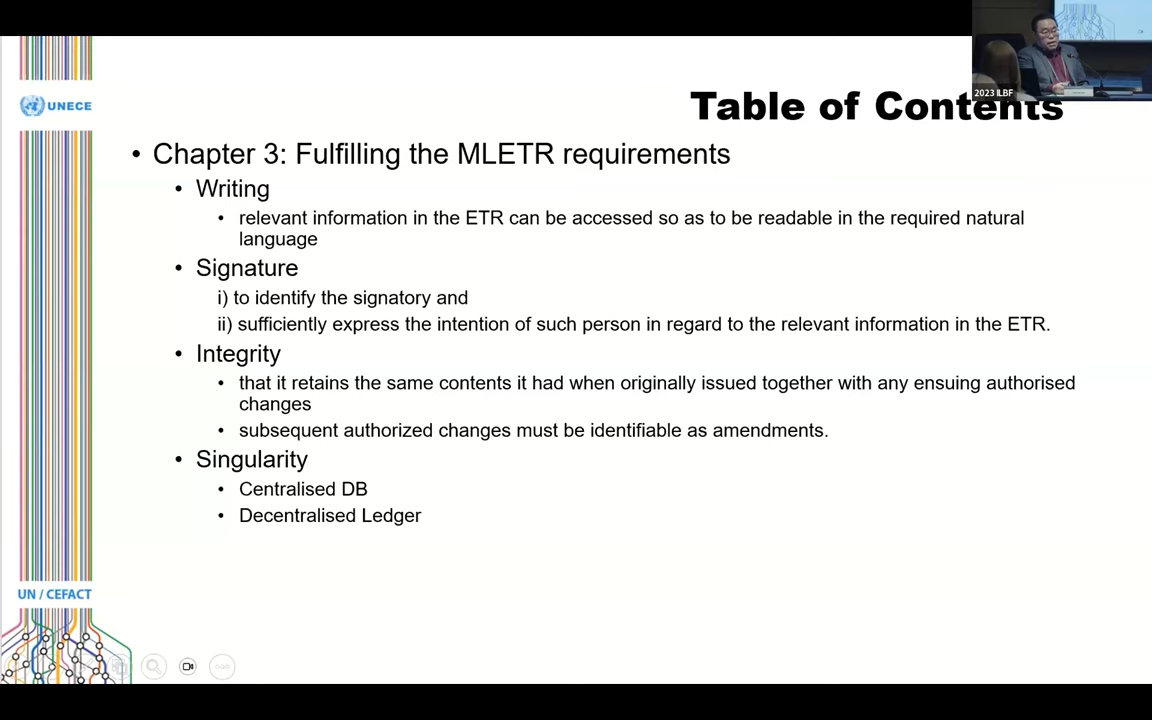 2023 ILBF
UNECE
Table of Contents
• Chapter 3: Fulfilling the MLETR requirements
• Writing
• relevant information in the ETR can be accessed so as to be readable in the required natural
language
• Signature
i) to identify the signatory and
ii) sufficiently express the intention of such person in regard to the relevant information in the ETR.
• Integrity
• that it retains the same contents it had when originally issued together with any ensuing authorised
changes
• subsequent authorized changes must be identifiable as amendments.
• Singularity
• Centralised DB
• Decentralised Ledger
UN / CEFACT